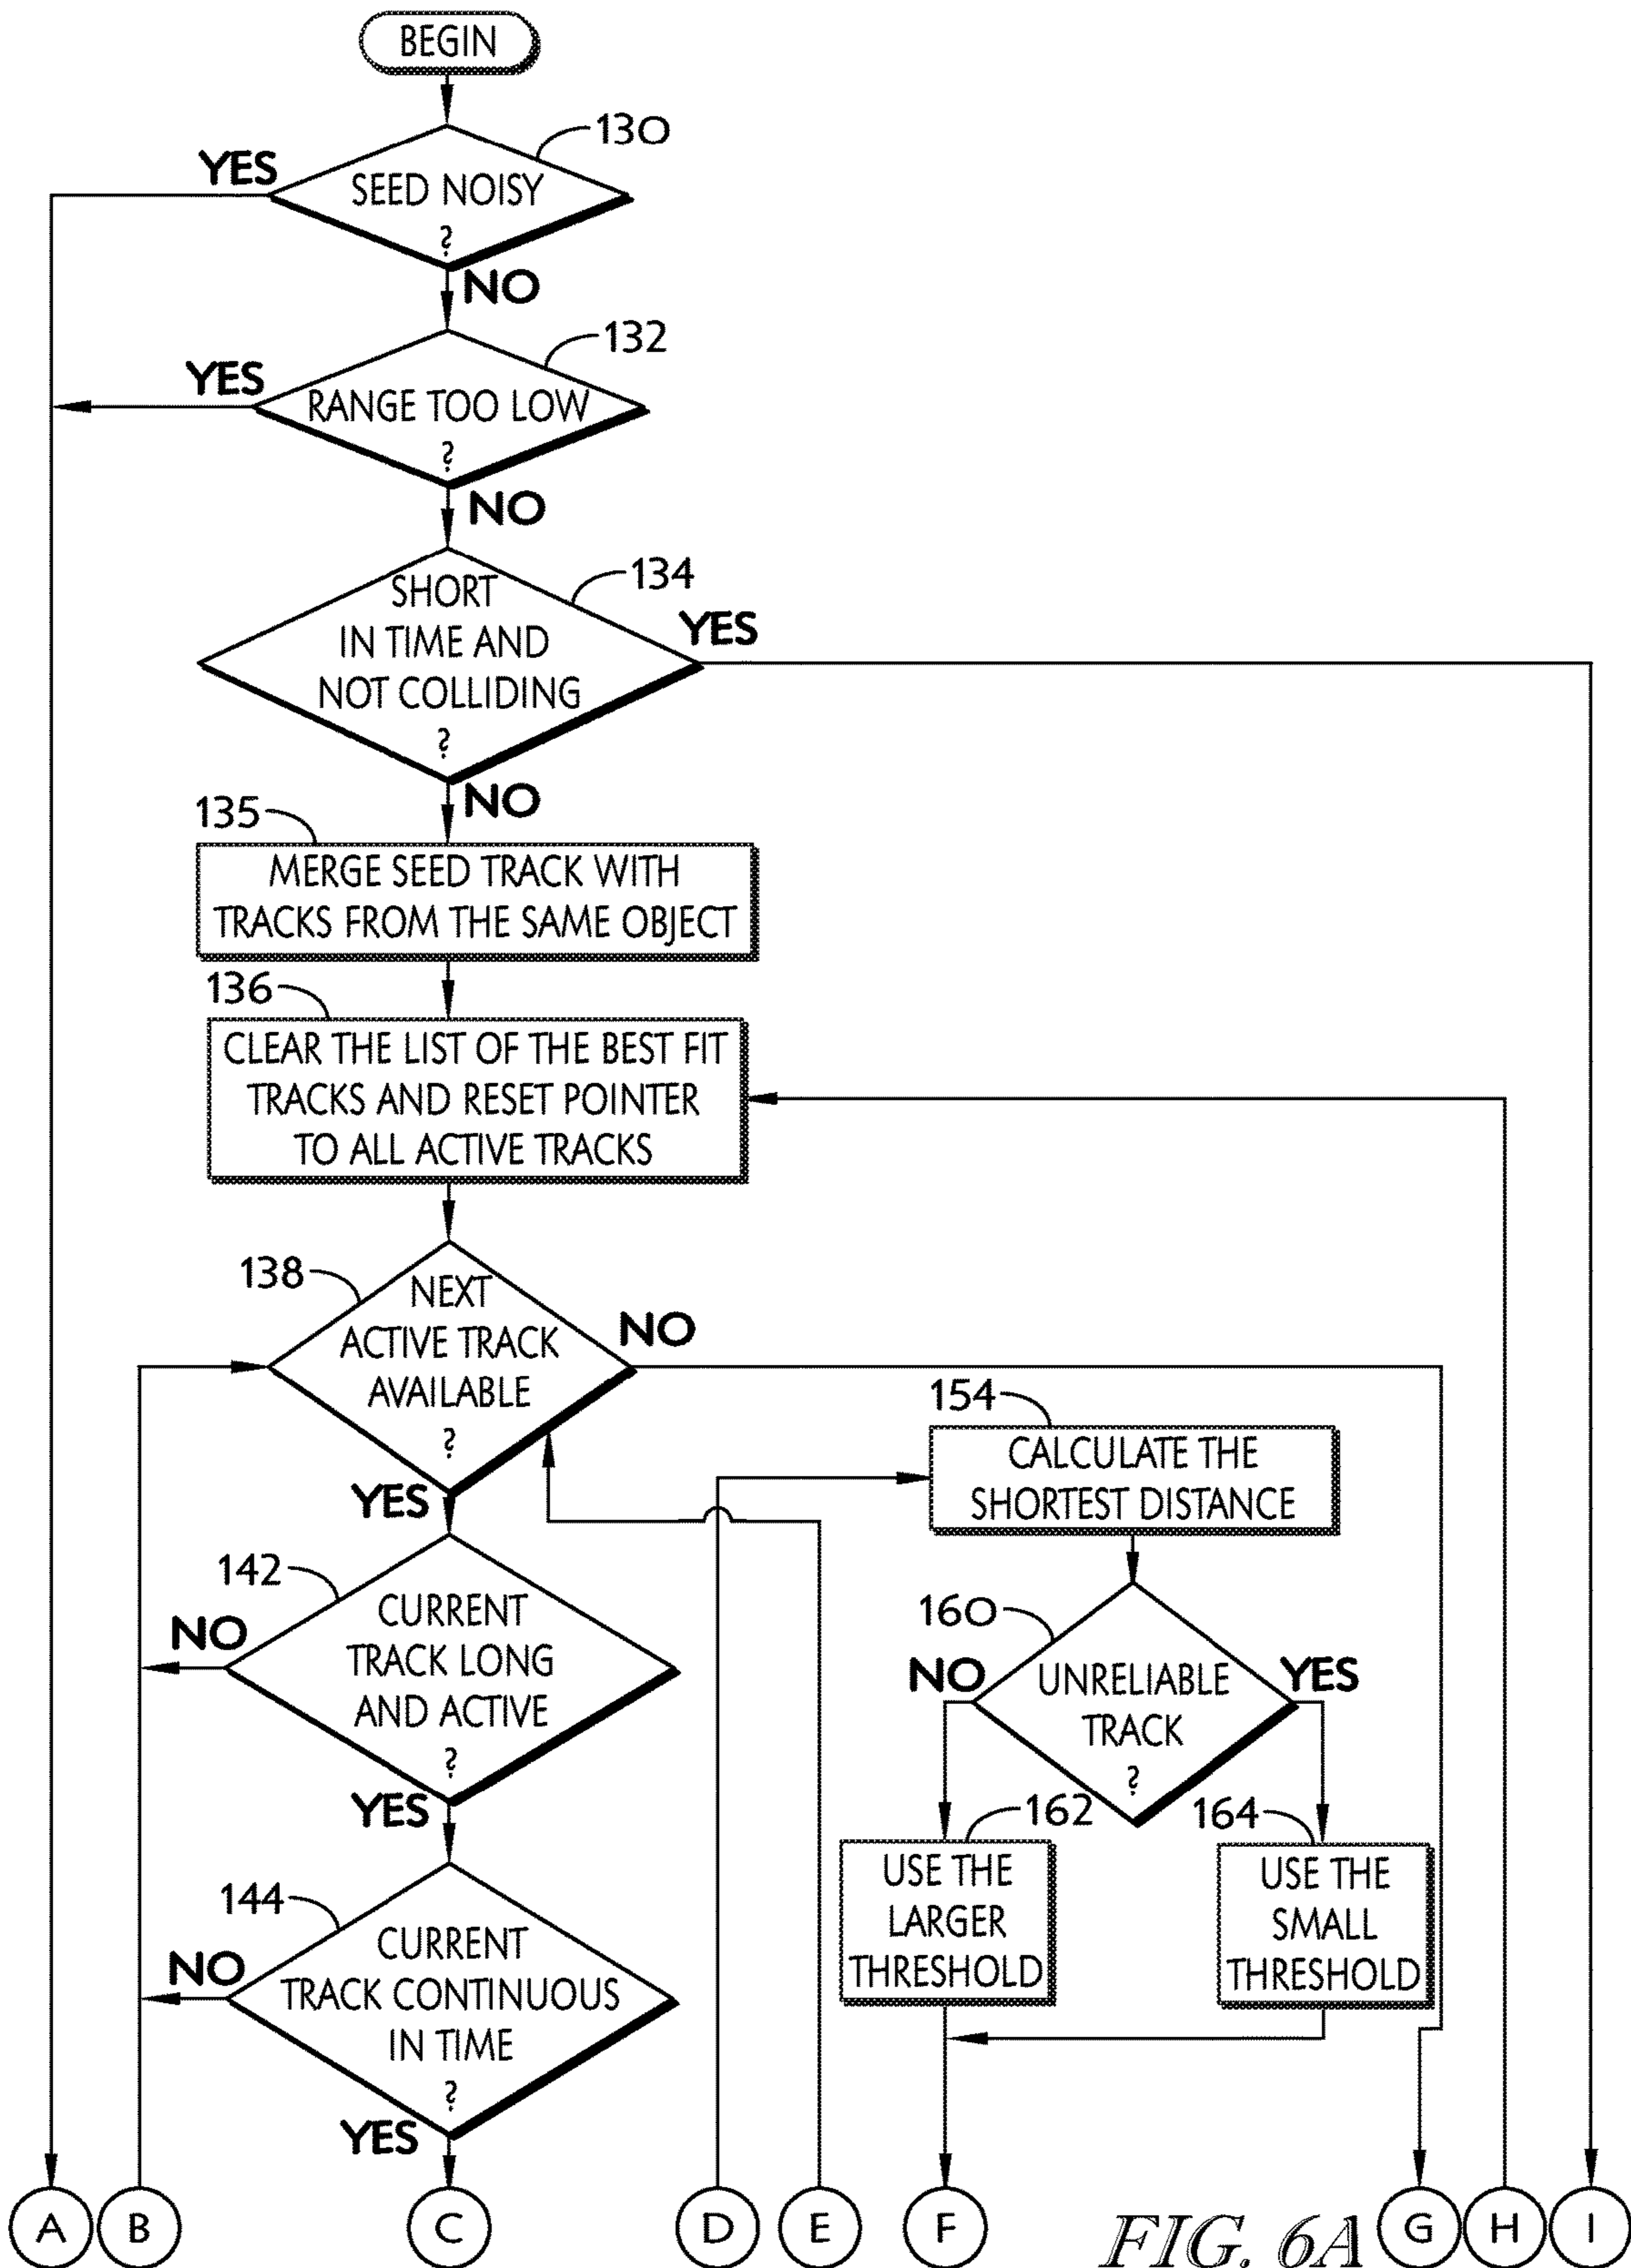 BEGIN
130
YES
SEED NOISY
?
NO
132
YES
RANGE TOO LOW
?
NO
134
SHORT
IN TIME AND
NOT COLLIDING
?
YES
NO
135
MERGE SEED TRACK WITH
TRACKS FROM THE SAME OBJECT
136
CLEAR THE LIST OF THE BEST FIT
TRACKS AND RESET POINTER
TO ALL ACTIVE TRACKS
138
NEXT
ACTIVE TRACK
AVAILABLE
?
NO
YES
142
CURRENT
TRACK LONG
AND ACTIVE
?
NO
YES
144
CURRENT
TRACK CONTINUOUS
IN TIME
?
NO
YES
154
CALCULATE THE
SHORTEST DISTANCE
160
UNRELIABLE
TRACK
?
NO
YES
162
USE THE
LARGER
THRESHOLD
164
USE THE
SMALL
THRESHOLD
A
B
C
D
E
F
FIG. 6A
G
H
I